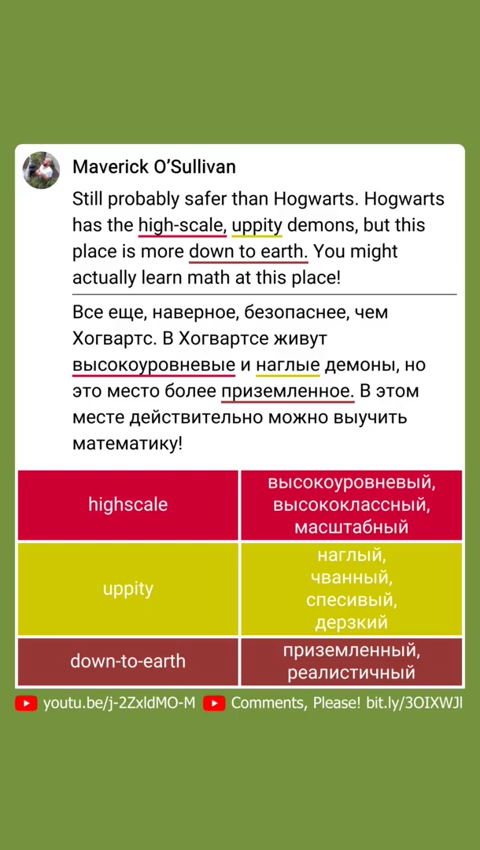 Maverick O’Sullivan
Still probably safer than Hogwarts. Hogwarts
has the high-scale, uppity demons, but this
place is more down to earth. You might
actually learn math at this place!
Все еще, наверное, безопаснее, чем
Хогвартс. В Хогвартсе живут
высокоуровневые и наглые демоны, но
это место более приземленное. В этом
месте действительно можно выучить
математику!
highscale
высокоуровневый,
высококлассный,
масштабный
uppity
наглый,
чванный,
спесивый,
дерзкий
down-to-earth
приземленный,
реалистичный
youtu.be/j-2ZxldMO-M Comments, Please! bit.ly/3OIXWJl